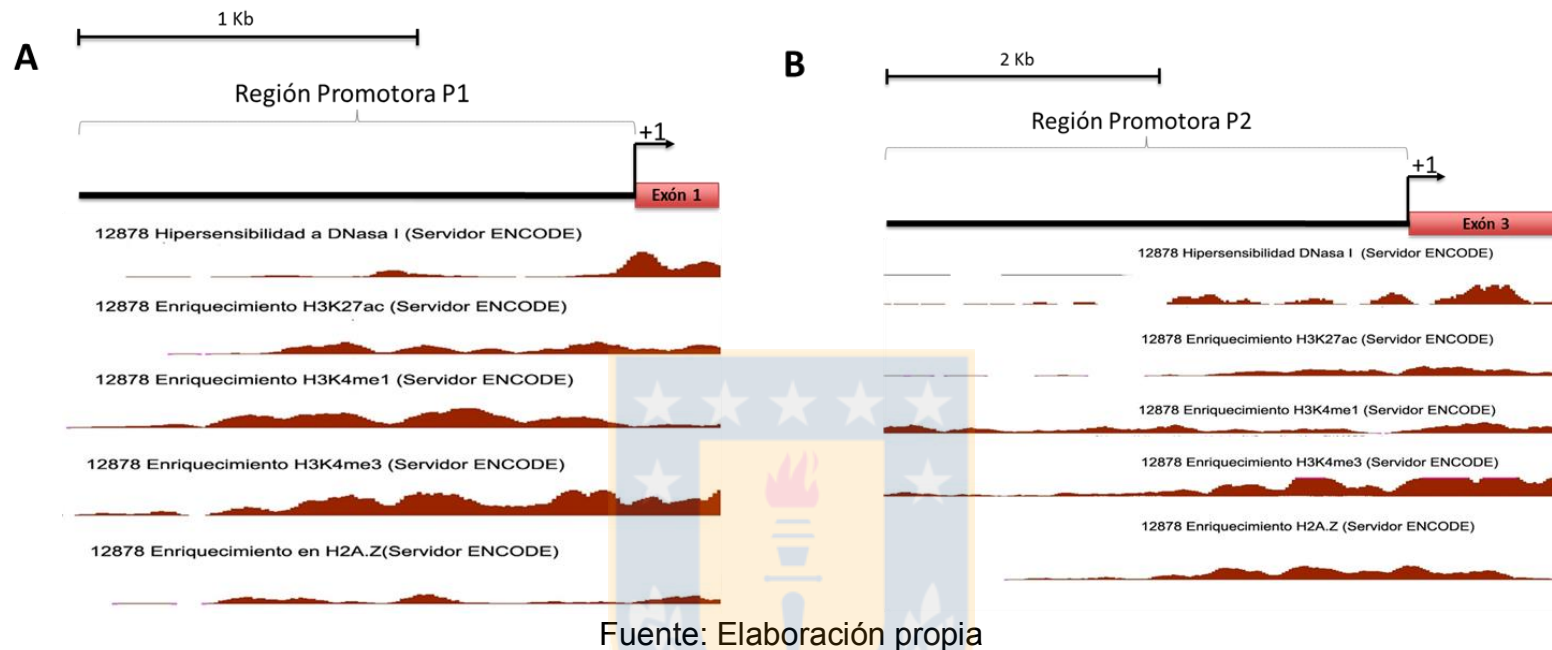 A
1 Kb
Región Promotora P1
+1
Exón 1
12878 Hipersensibilidad a DNasa I (Servidor ENCODE)
12878 Enriquecimiento H3K27ac (Servidor ENCODE)
12878 Enriquecimiento H3K4me1 (Servidor ENCODE)
12878 Enriquecimiento H3K4me3 (Servidor ENCODE)
12878 Enriquecimiento en H2A.Z(Servidor ENCODE)
B
2 Kb
Región Promotora P2
+1
Exón 3
12878 Hipersensibilidad DNasa I (Servidor ENCODE)
12878 Enriquecimiento H3K27ac (Servidor ENCODE)
12878 Enriquecimiento H3K4me1 (Servidor ENCODE)
12878 Enriquecimiento H3K4me3 (Servidor ENCODE)
12878 Enriquecimiento H2A.Z (Servidor ENCODE)
Fuente: Elaboración propia